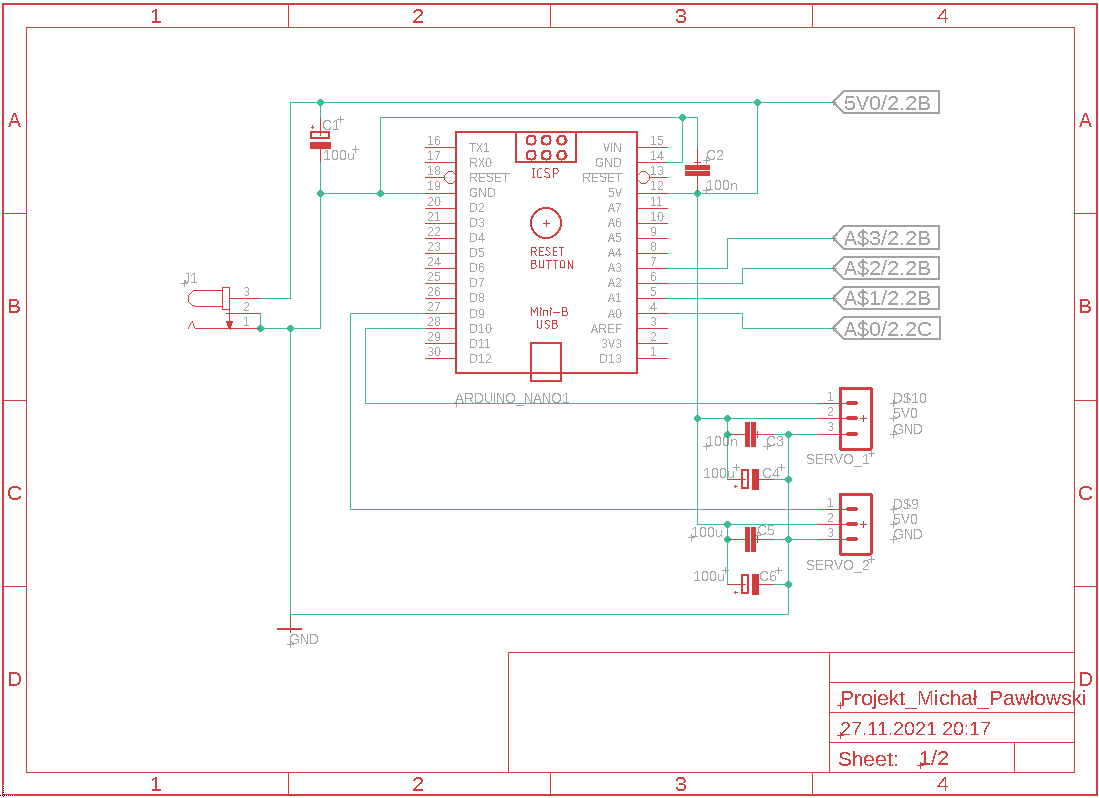 1 2 3 4
A A
B B
C C
D D
5V0/2.2B
C1
100u
16 TX1 VIN 15
17 RX0 GND 14
18 RESET RESET 13
19 GND 5V 12
20 D2 A7 11
21 D3 A6 10
22 D4 A5 9
23 D5 A4 8
24 D6 A3 7
25 D7 A2 6
26 D8 A1 5
27 D9 A0 4
28 D10 AREF 3
29 D11 3V3 2
30 D12 D13 1
ICSP
RESET
BUTTON
Mini-B
USB
ARDUINO_NANO1
C2
100n
A$3/2.2B
A$2/2.2B
A$1/2.2B
A$0/2.2C
J1
3
2
1
1 D$10
2 5V0
3 GND
SERVO_1
100n C3
100u C4
1 D$9
2 5V0
3 GND
SERVO_2
100u C5
100u C6
GND
Projekt_Michał_Pawłowski
27.11.2021 20:17
Sheet: 1/2
1 2 3 4